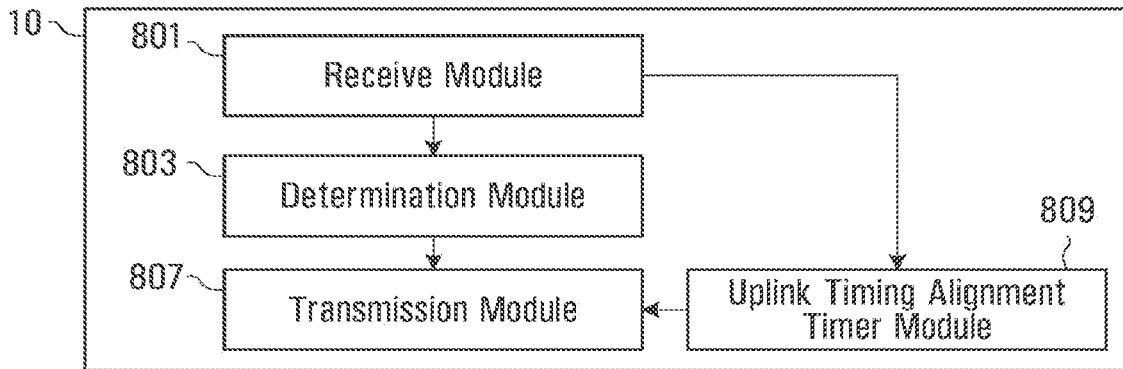 10
801
Receive Module
803
Determination Module
809
807
Transmission Module
Uplink Timing Alignment
Timer Module